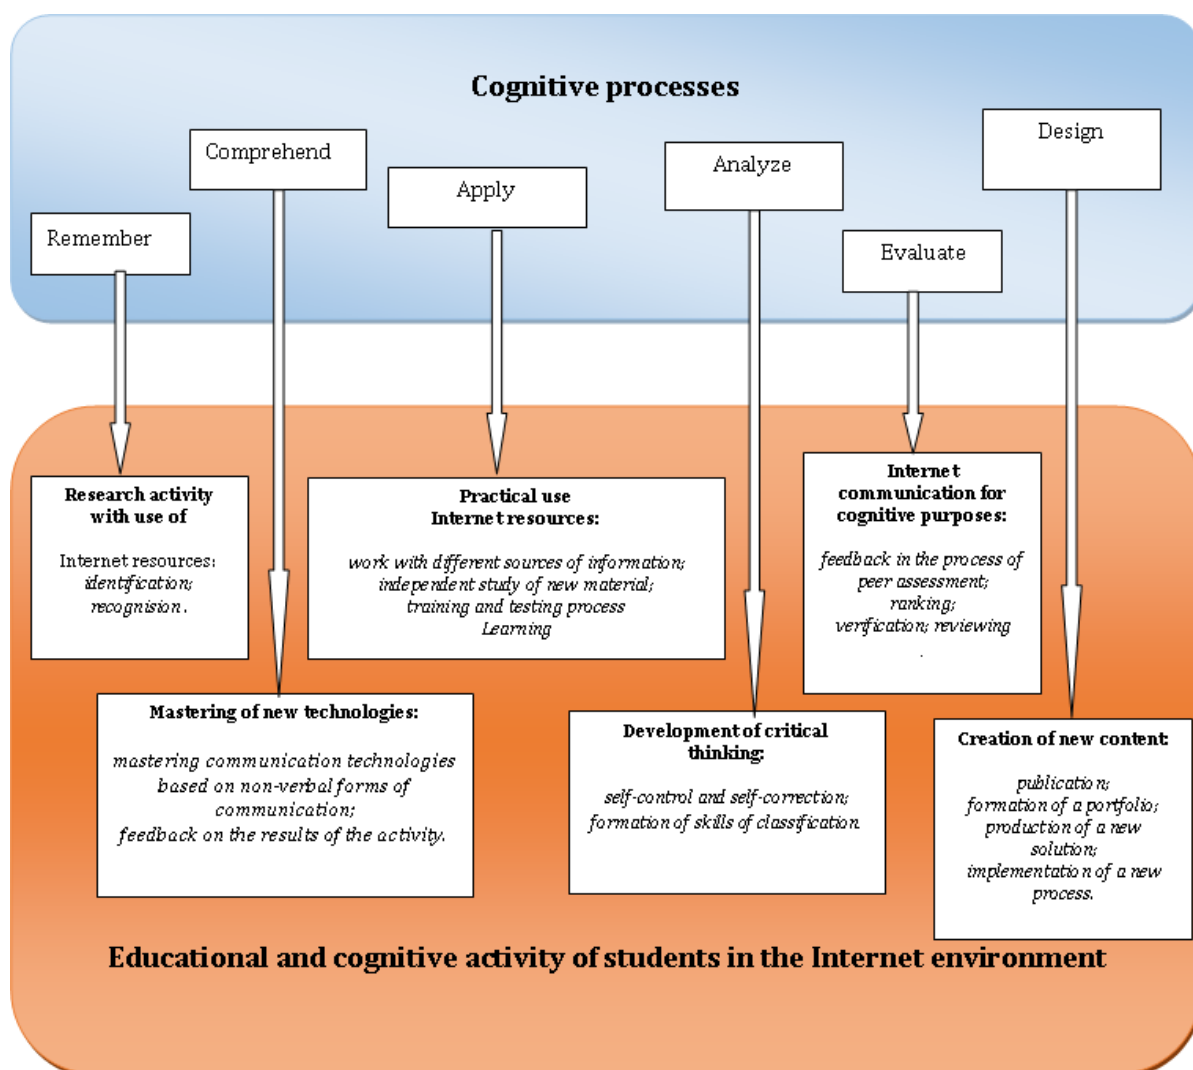 Cognitive processes
Remember
Comprehend
Apply
Analyze
Evaluate
Design
Research activity
with use of
Internet resources:
identification;
recognision .
Mastering of new technologies:
mastering communication technologies
based on non-verbal forms of
communication;
feedback on the results of the activity.
Practical use
Internet resources:
work with different sources of information;
independent study of new material;
training and testing process
Learning
Development of critical
thinking:
self-control and self-correction;
formation of skills of classification.
Internet
communication for
cognitive purposes:
feedback in the process of
peer assessment;
ranking;
verification; reviewing
.
Creation of new content:
publication;
formation of a portfolio;
production of a new
solution;
implementation of a new
process.
Educational and cognitive activity of students in the Internet environment